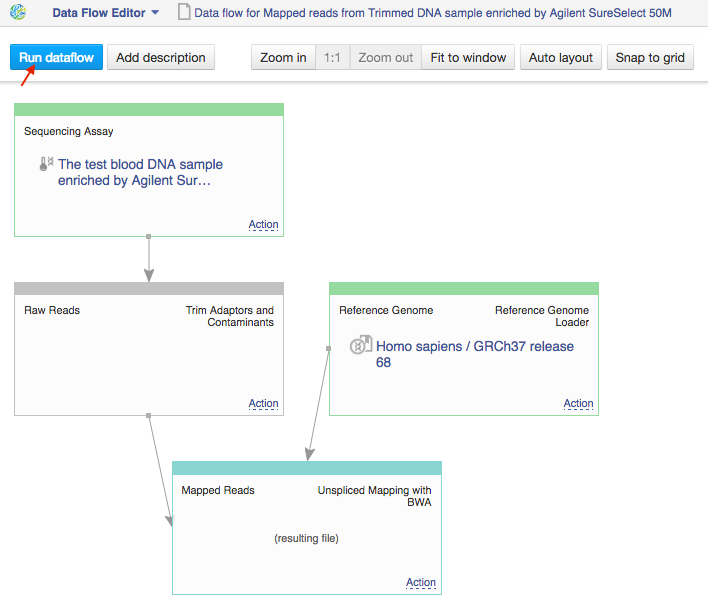 Data Flow Editor
Data flow for Mapped reads from Trimmed DNA sample enriched by Agilent SureSelect 50M
Run dataflow
Add description
Zoom in
1:1
Zoom out
Fit to window
Auto layout
Snap to grid
Sequencing Assay
The test blood DNA sample
enriched by Agilent Sur…
Action
Raw Reads
Trim Adaptors and
Contaminants
Action
Reference Genome
Reference Genome
Loader
Homo sapiens / GRCh37 release
68
Action
Mapped Reads
Unspliced Mapping with
BWA
(resulting file)
Action